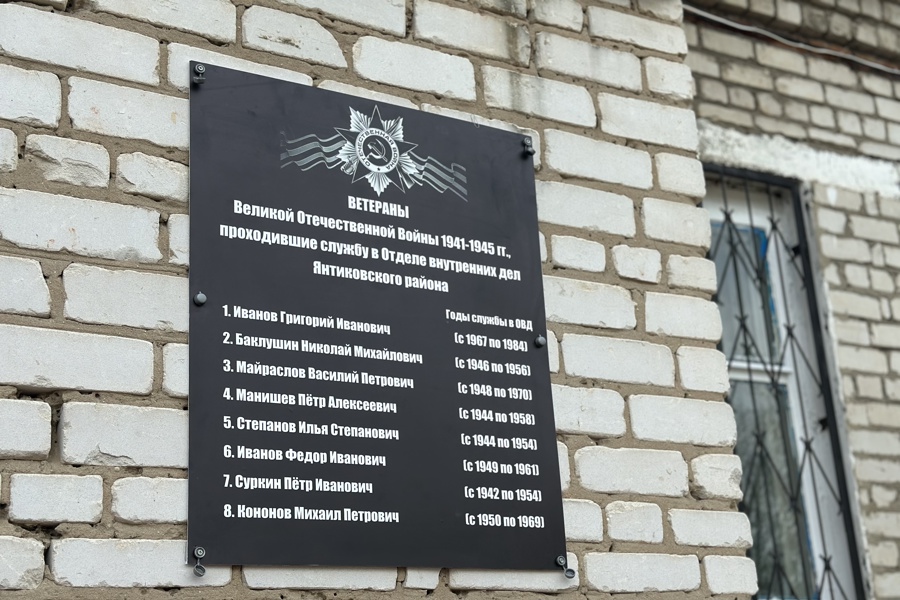 ОТЕЧЕСТВЕННАЯ ВОЙНА
ВЕТЕРАНЫ
Великой Отечественной Войны 1941-1945 гг.,
проходившие службу в Отделе внутренних дел
Янтиковского района
Годы службы в ОВД
1. Иванов Григорий Иванович (с 1967 по 1984)
2. Баклушин Николай Михайлович (с 1946 по 1956)
3. Майраслов Василий Петрович (с 1948 по 1970)
4. Манишев Пётр Алексеевич (с 1944 по 1958)
5. Степанов Илья Степанович (с 1944 по 1954)
6. Иванов Федор Иванович (с 1949 по 1961)
7. Суркин Пётр Иванович (с 1942 по 1954)
8. Кононов Михаил Петрович (с 1950 по 1969)